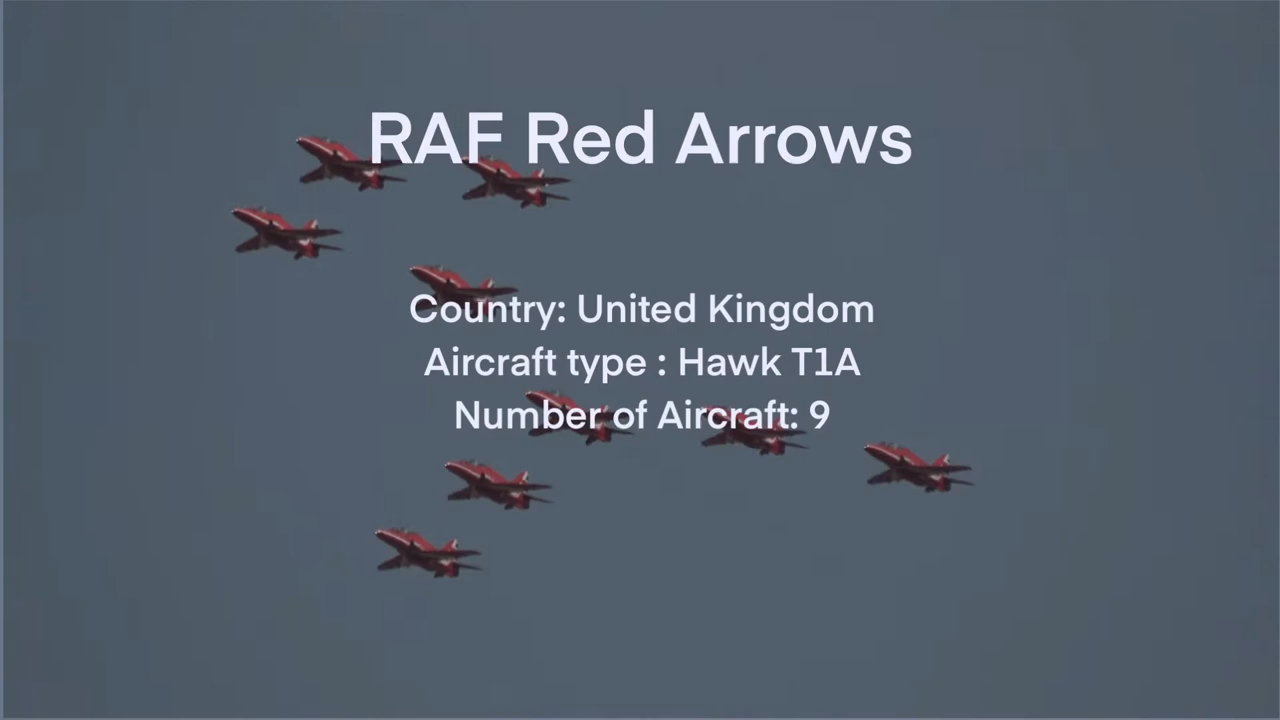 RAF Red Arrows
Country: United Kingdom
Aircraft type : Hawk T1A
Number of Aircraft: 9